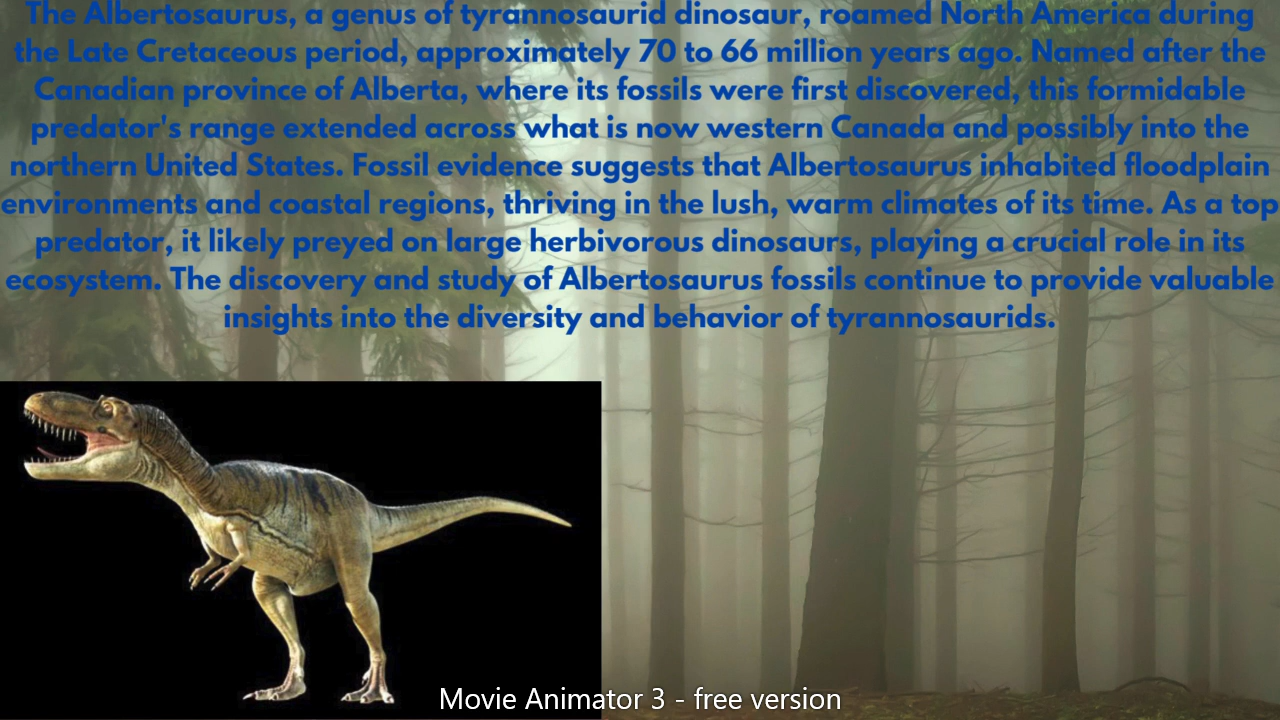 The Albertosaurus, a genus of tyrannosaurid dinosaur, roamed North America during
the Late Cretaceous period, approximately 70 to 66 million years ago. Named after the
Canadian province of Alberta, where its fossils were first discovered, this formidable
predator's range extended across what is now western Canada and possibly into the
northern United States. Fossil evidence suggests that Albertosaurus inhabited floodplain
environments and coastal regions, thriving in the lush, warm climates of its time. As a top
predator, it likely preyed on large herbivorous dinosaurs, playing a crucial role in its
ecosystem. The discovery and study of Albertosaurus fossils continue to provide valuable
insights into the diversity and behavior of tyrannosaurids.
Movie Animator 3 - free version